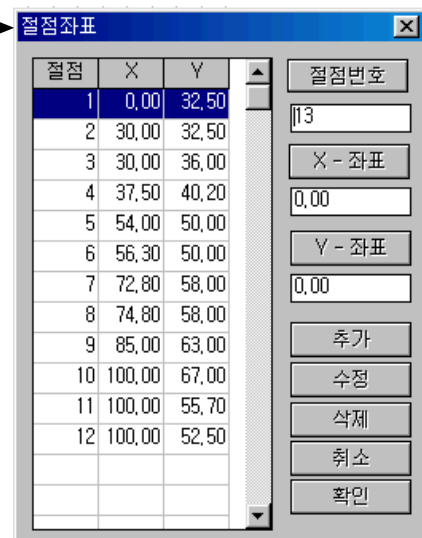 절점좌표
절점 X Y
1 0,00 32,50
2 30,00 32,50
3 30,00 36,00
4 37,50 40,20
5 54,00 50,00
6 56,30 50,00
7 72,80 58,00
8 74,80 58,00
9 85,00 63,00
10 100,00 67,00
11 100,00 55,70
12 100,00 52,50
절점번호
13
X - 좌표
0,00
Y - 좌표
0,00
추가
수정
삭제
취소
확인